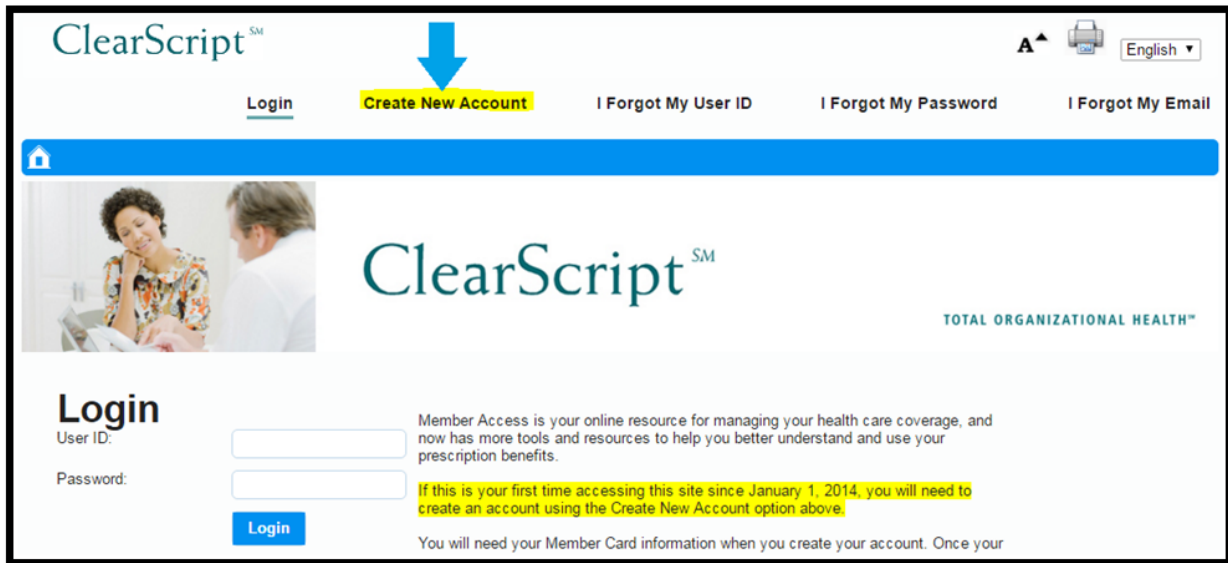 ClearScript℠
A
English
Login Create New Account I Forgot My User ID I Forgot My Password I Forgot My Email
ClearScript℠
TOTAL ORGANIZATIONAL HEALTH℠
Login
User ID:
Password:
Login
Member Access is your online resource for managing your health care coverage, and
now has more tools and resources to help you better understand and use your
prescription benefits.
If this is your first time accessing this site since January 1, 2014, you will need to
create an account using the Create New Account option above.
You will need your Member Card information when you create your account. Once your